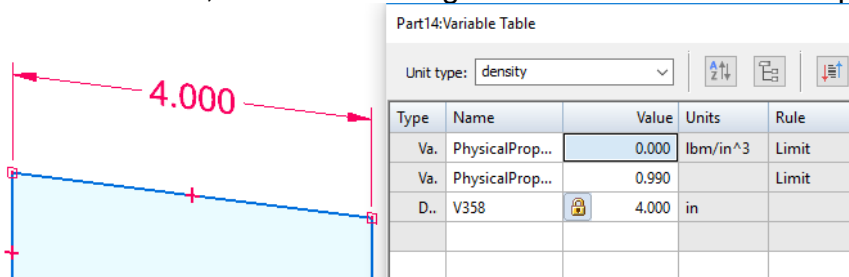 Part14:Variable Table
Unit type: density
4.000
Type Name Value Units Rule
Va. PhysicalProp... 0.000 lbm/in^3 Limit
Va. PhysicalProp... 0.990 Limit
D.. V358 4.000 in